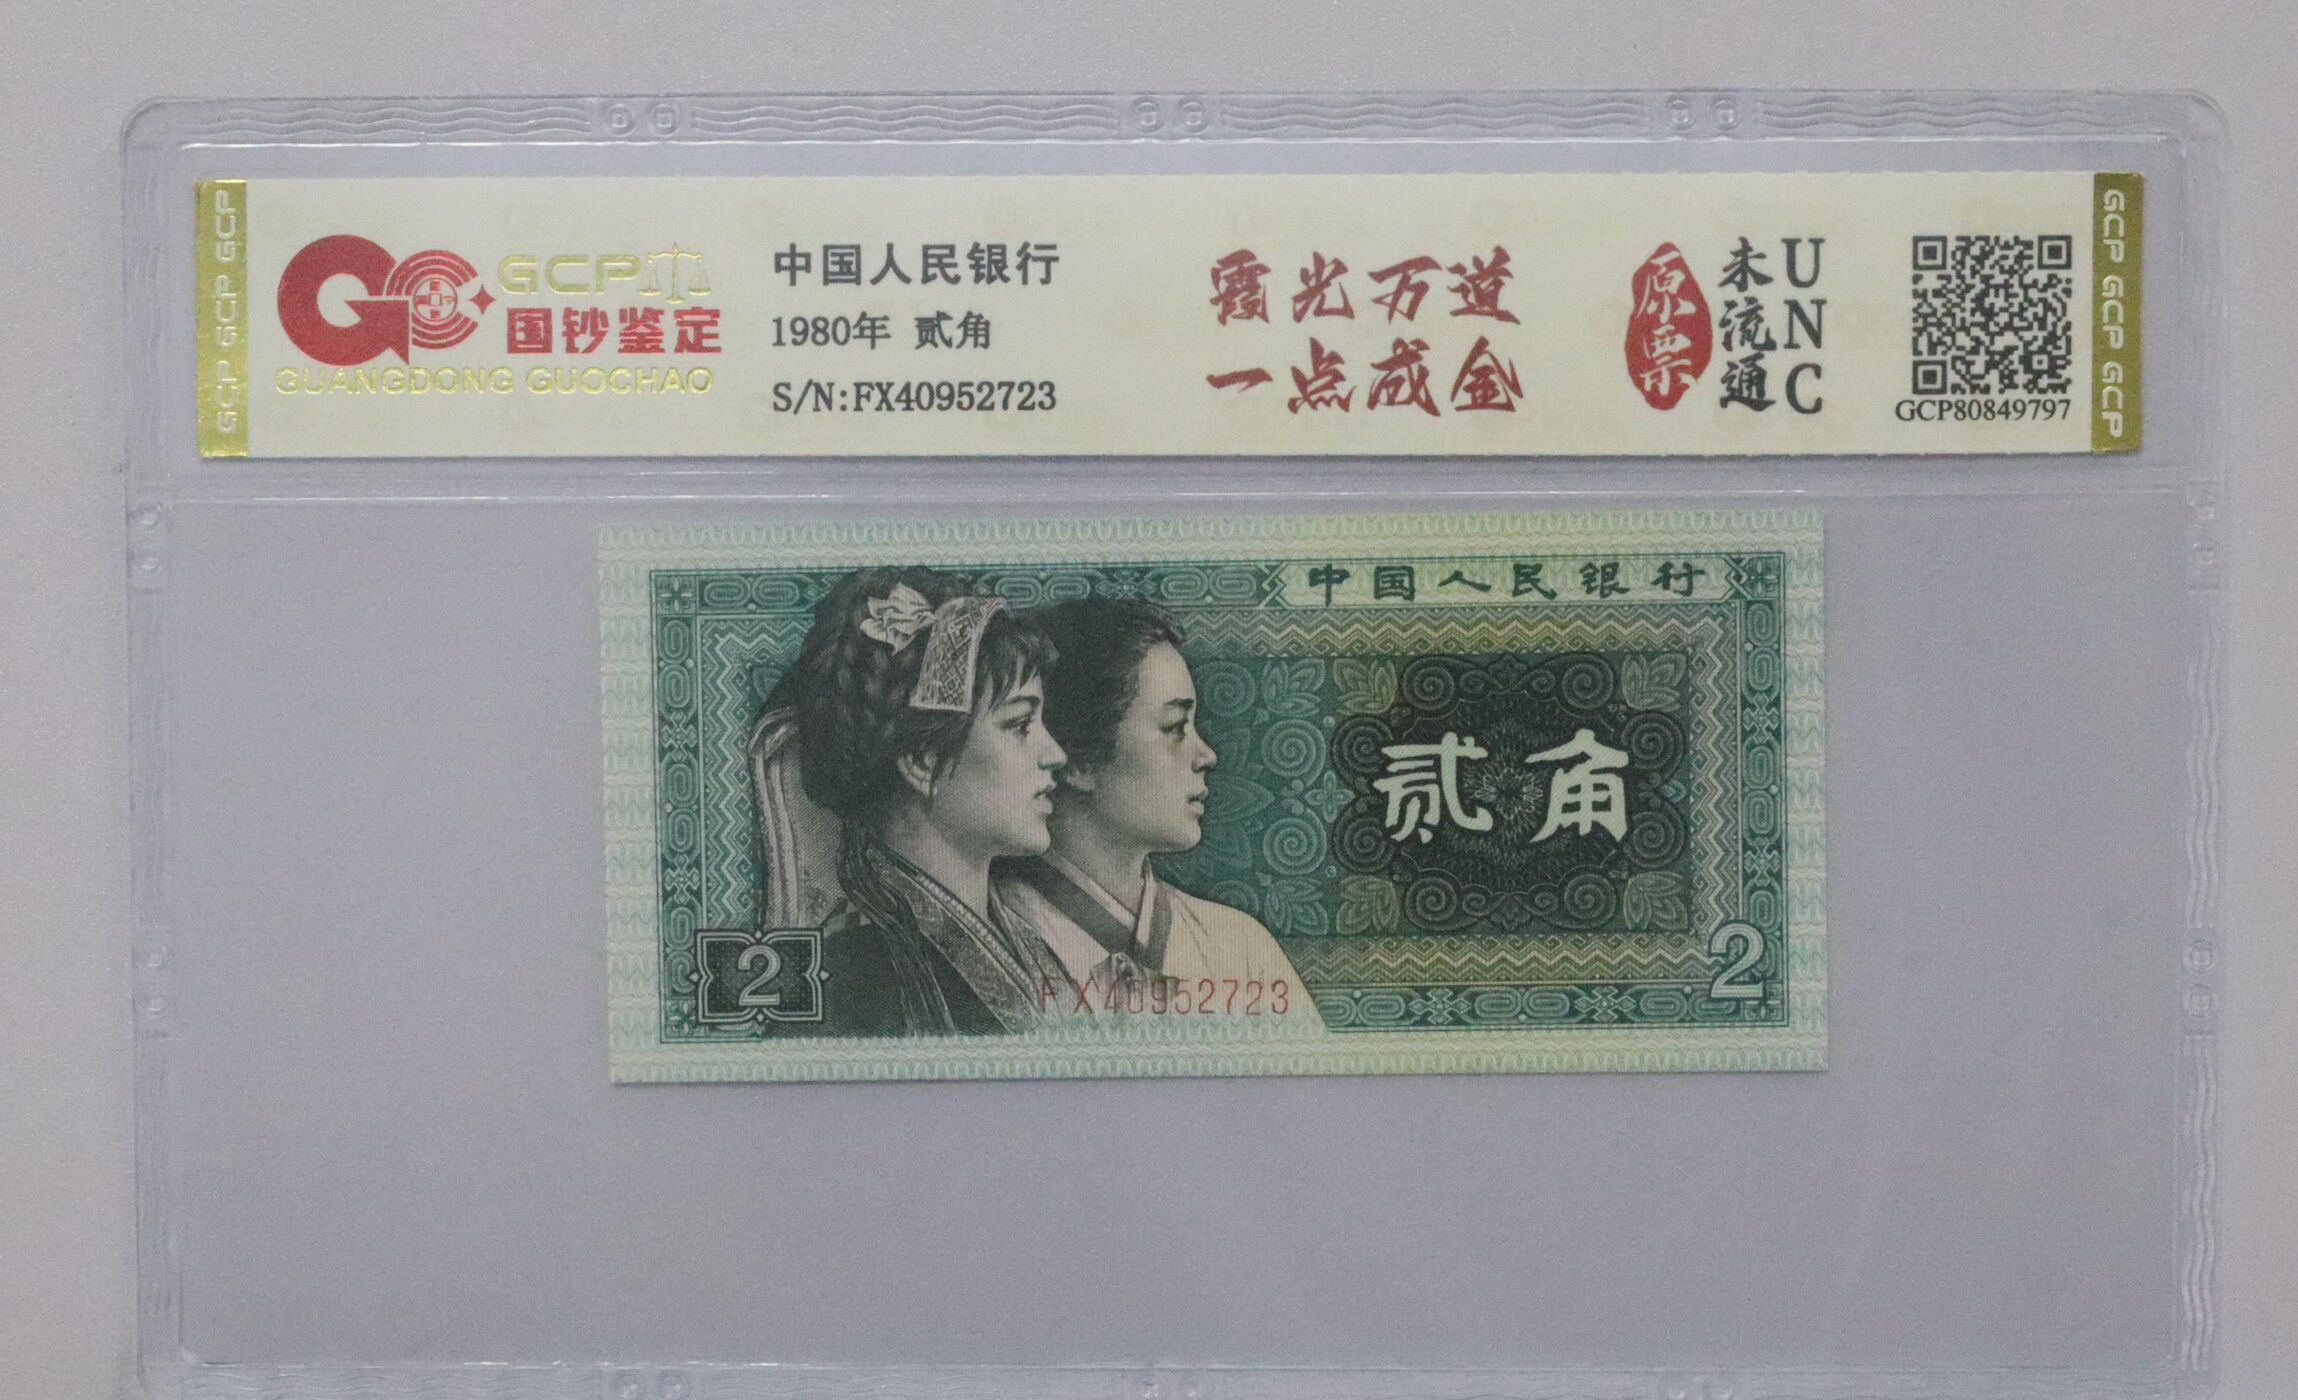 GCP GCP GCP
GCP
国钞鉴定
GUANGDONG GUOCHAO
中国人民银行
1980年 贰角
S/N:FX40952723
霞光万道
一点成金
原票
未流通
UNC
GCP80849797
GCP GCP GCP
中国人民银行
贰角
2
2
FX40952723